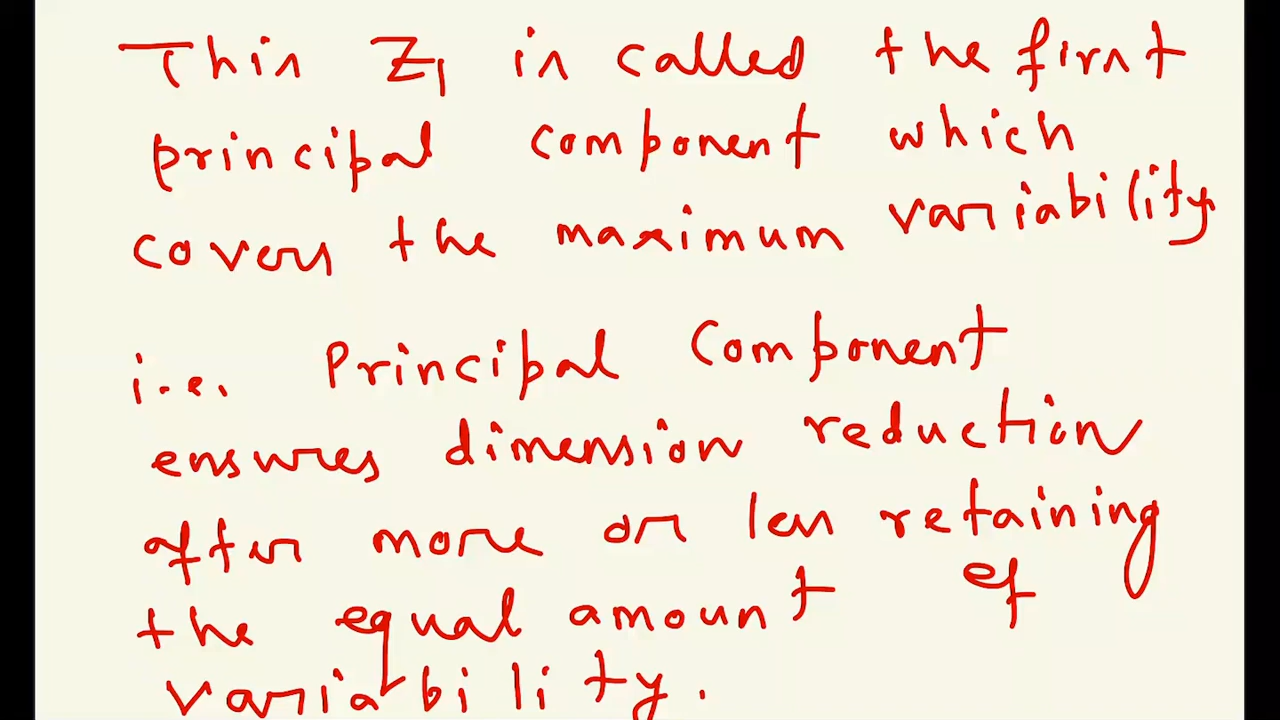 This Z1 is called the first
principal component which
covers the maximum variability.
i.e. Principal Component
ensures dimension reduction
after more or less retaining
the equal amount of
variability.